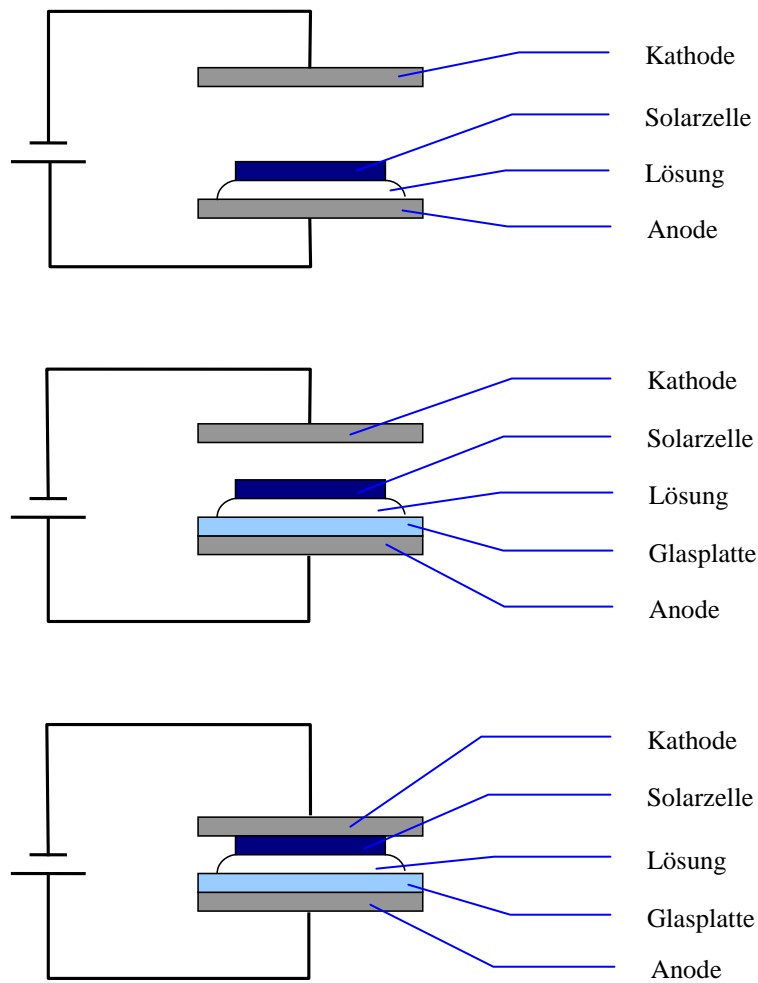 Kathode
Solarzelle
Lösung
Anode
Kathode
Solarzelle
Lösung
Glasplatte
Anode
Kathode
Solarzelle
Lösung
Glasplatte
Anode